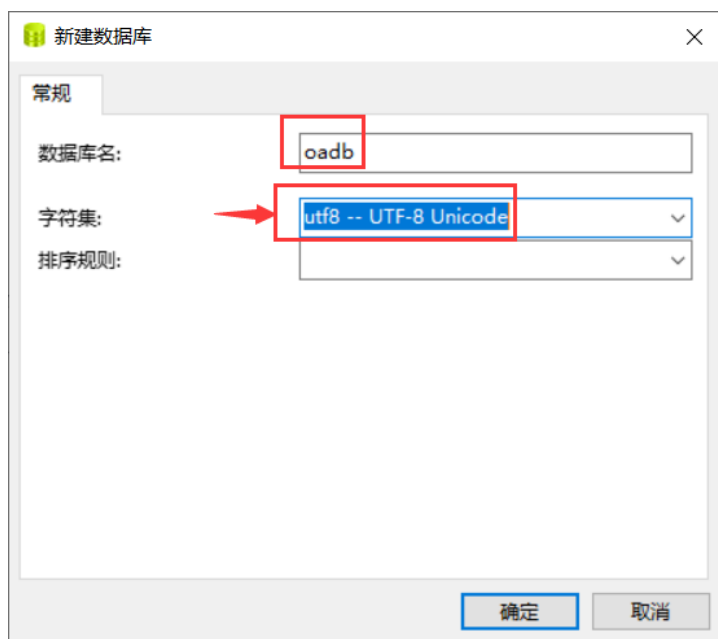 新建数据库
常规
数据库名: oadb
字符集: utf8 -- UTF-8 Unicode
排序规则:
确定 取消